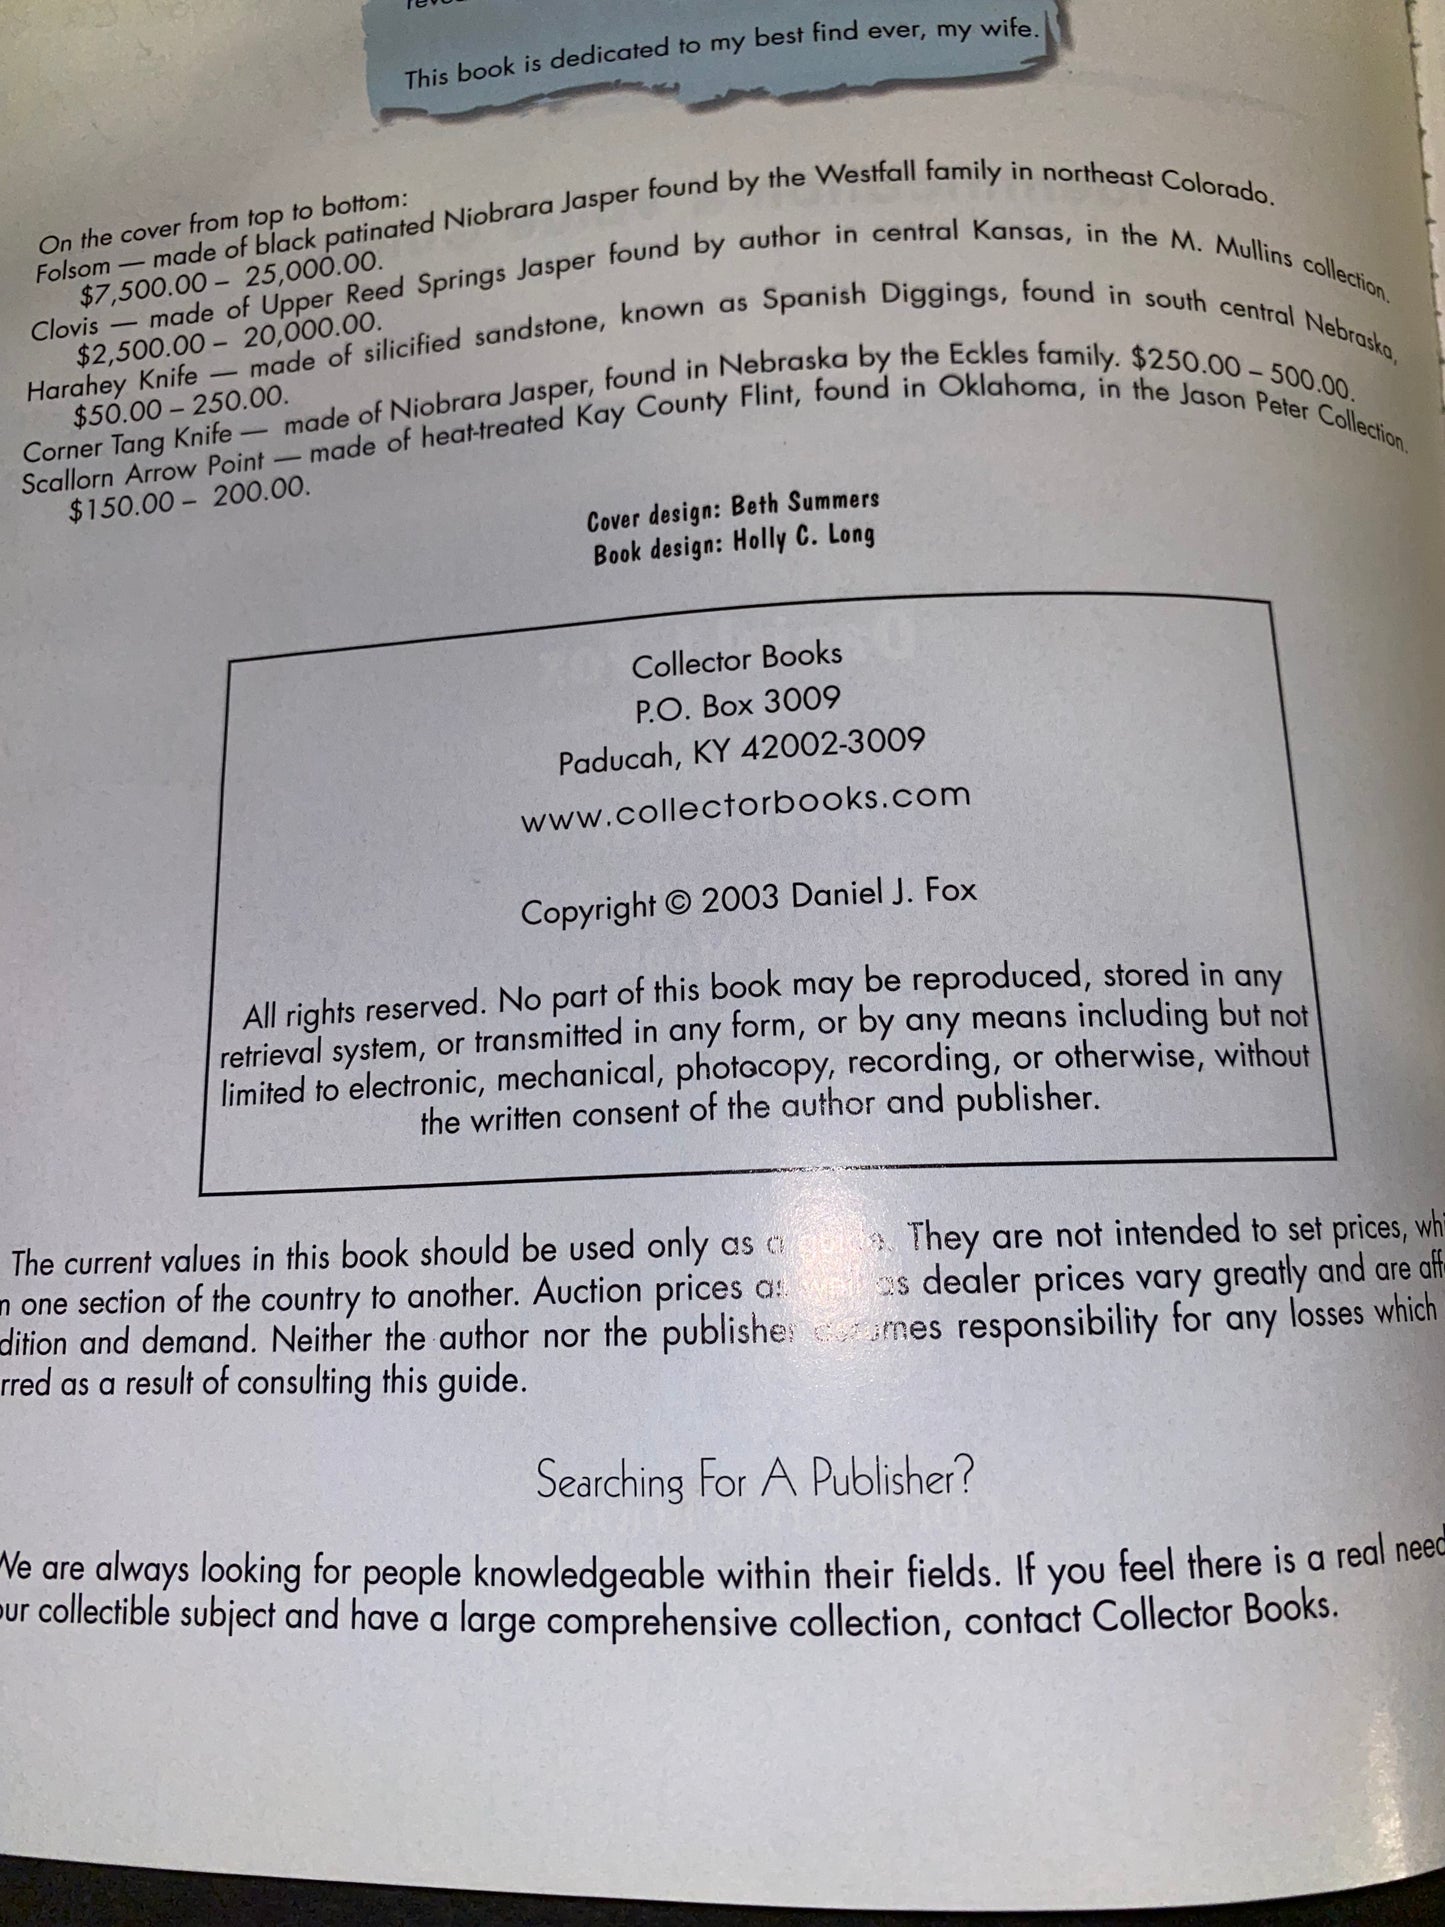 This book is dedicated to my best find ever, my wife.
On the cover from top to bottom:
Folsom — made of black patinated Niobrara Jasper found by the Westfall family in northeast Colorado.
$7,500.00 – 25,000.00.
Clovis — made of Upper Reed Springs Jasper found by author in central Kansas, in the M. Mullins collection.
$2,500.00 – 20,000.00.
Harahey Knife — made of silicified sandstone, known as Spanish Diggings, found in south central Nebraska,
$50.00 – 250.00.
Corner Tang Knife — made of Niobrara Jasper, found in Nebraska by the Eckles family. $250.00 – 500.00.
Scallorn Arrow Point — made of heat-treated Kay County Flint, found in Oklahoma, in the Jason Peter Collection.
$150.00 – 200.00.
Cover design: Beth Summers
Book design: Holly C. Long
Collector Books
P.O. Box 3009
Paducah, KY 42002-3009
www.collectorbooks.com
Copyright © 2003 Daniel J. Fox
All rights reserved. No part of this book may be reproduced, stored in any
retrieval system, or transmitted in any form, or by any means including but not
limited to electronic, mechanical, photocopy, recording, or otherwise, without
the written consent of the author and publisher.
The current values in this book should be used only as a They are not intended to set prices,
one section of the country to another. Auction prices as dealer prices vary greatly and are
dition and demand. Neither the author nor the publisher responsibility for any losses which
rred as a result of consulting this guide.
Searching For A Publisher?
We are always looking for people knowledgeable within their fields. If you feel there is a real need
our collectible subject and have a large comprehensive collection, contact Collector Books.